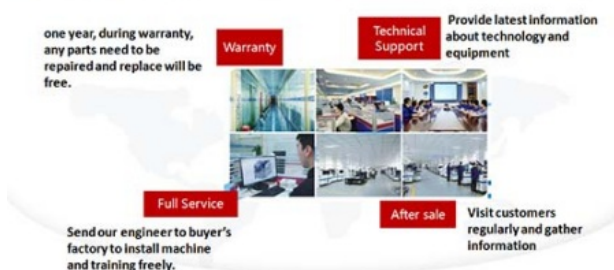 one year, during warranty,
any parts need to be
repaired and replace will be
free.
Warranty
Technical
Support
Provide latest information
about technology and
equipment
Full Service
Send our engineer to buyer's
factory to install machine
and training freely.
After sale
Visit customers
regularly and gather
information